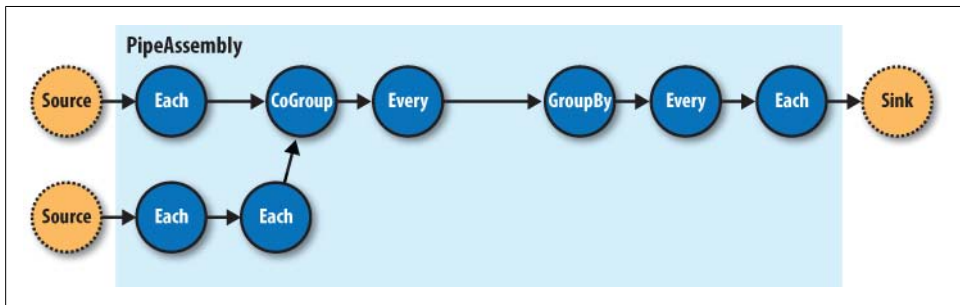 PipeAssembly
Source Each CoGroup Every GroupBy Every Each Sink
Source Each Each